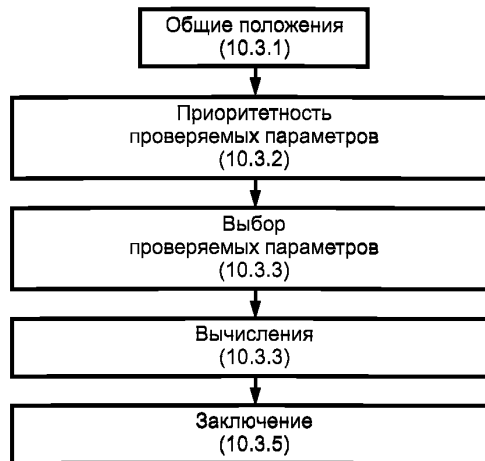 Общие положения
(10.3.1)
Приоритетность
проверяемых параметров
(10.3.2)
Выбор
проверяемых параметров
(10.3.3)
Вычисления
(10.3.3)
Заключение
(10.3.5)